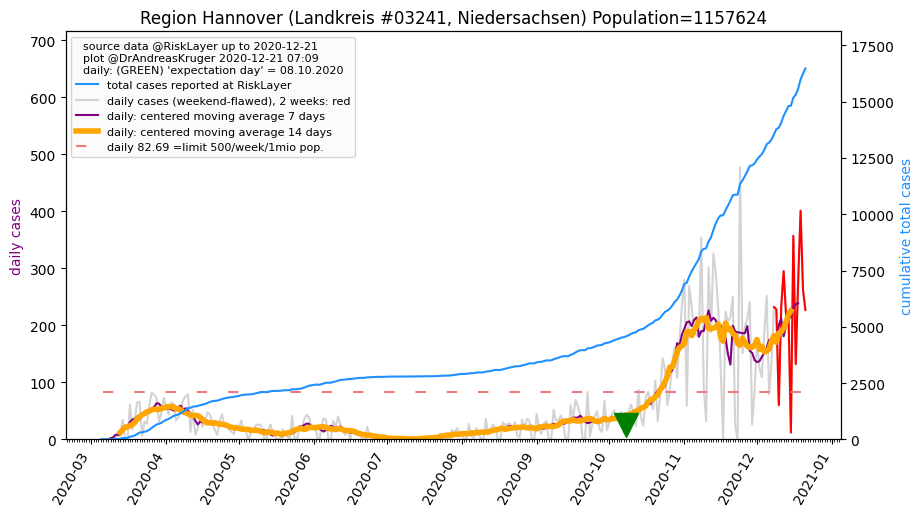 Region Hannover (Landkreis #03241, Niedersachsen) Population=1157624
source data @RiskLayer up to 2020-12-21
plot @DrAndreasKruger 2020-12-21 07:09
daily: (GREEN) 'expectation day' = 08.10.2020
total cases reported at RiskLayer
daily cases (weekend-flawed), 2 weeks: red
daily: centered moving average 7 days
daily: centered moving average 14 days
daily 82.69 =limit 500/week/1mio pop.
daily cases
700
600
500
400
300
200
100
0
cumulative total cases
17500
15000
12500
10000
7500
5000
2500
0
2020-03
2020-04
2020-05
2020-06
2020-07
2020-08
2020-09
2020-10
2020-11
2020-12
2021-01